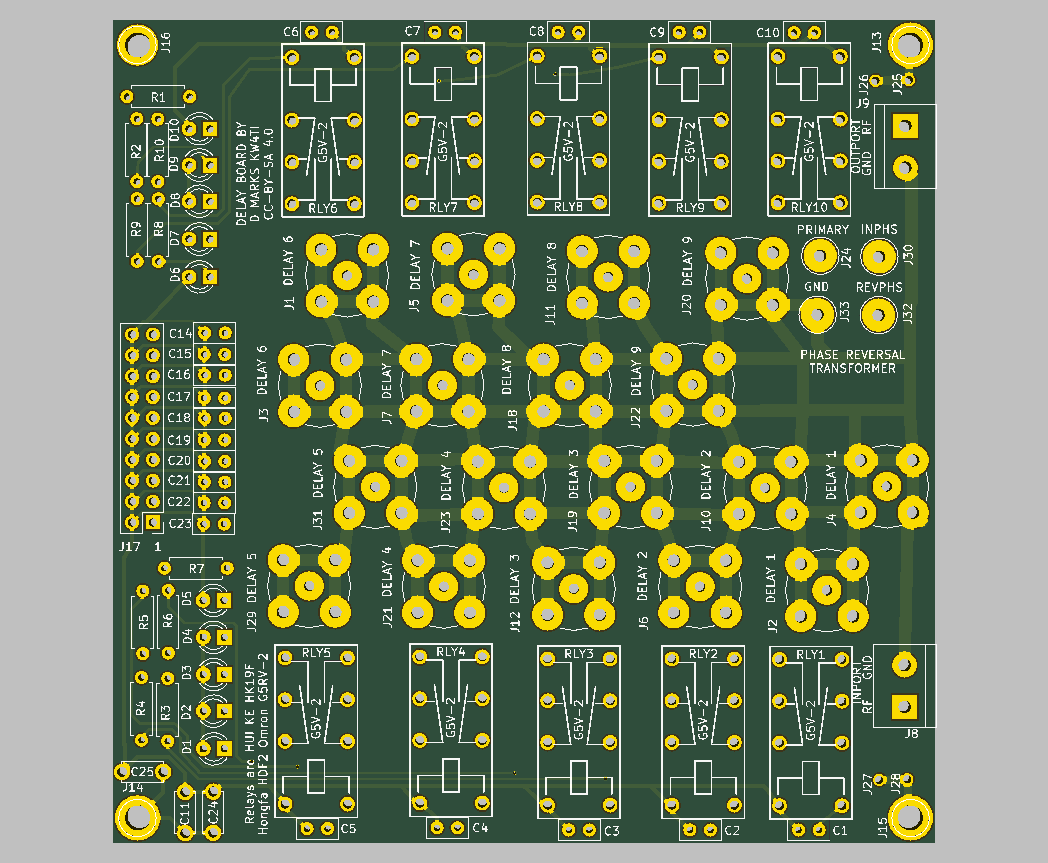 C6
C7
C8
C9
C10
J16
J13
R1
J26
J25
J9
D10
R2
R10
D9
D8
R9
R8
D7
D6
DELAY BOARD BY
D MARKS KW4TI
CC-BY-SA 4.0
G5V-2
G5V-2
G5V-2
G5V-2
G5V-2
RLY6
RLY7
RLY8
RLY9
RLY10
OUTPORT
RF
GND
PRIMARY
INPHS
J24
J30
GND
REVPHS
J33
J32
PHASE REVERSAL
TRANSFORMER
J1
DELAY 6
J5
DELAY 7
J11
DELAY 8
J20
DELAY 9
J3
DELAY 6
J7
DELAY 7
J18
DELAY 8
J22
DELAY 9
C14
C15
C16
C17
C18
C19
C20
C21
C22
C23
J17
1
J31
DELAY 5
J23
DELAY 4
J19
DELAY 3
J10
DELAY 2
J4
DELAY 1
J29
DELAY 5
J21
DELAY 4
J12
DELAY 3
J6
DELAY 2
J2
DELAY 1
R7
D5
R5
R6
D4
D3
R4
R3
D2
D1
C25
J14
C11
C24
Relays are HUI KE HK19F
Hongfa HDF2 Omron G5RV-2
RLY5
RLY4
RLY3
RLY2
RLY1
G5V-2
G5V-2
G5V-2
G5V-2
G5V-2
INPORT
GND
RF
J8
J27
J28
J15
C5
C4
C3
C2
C1